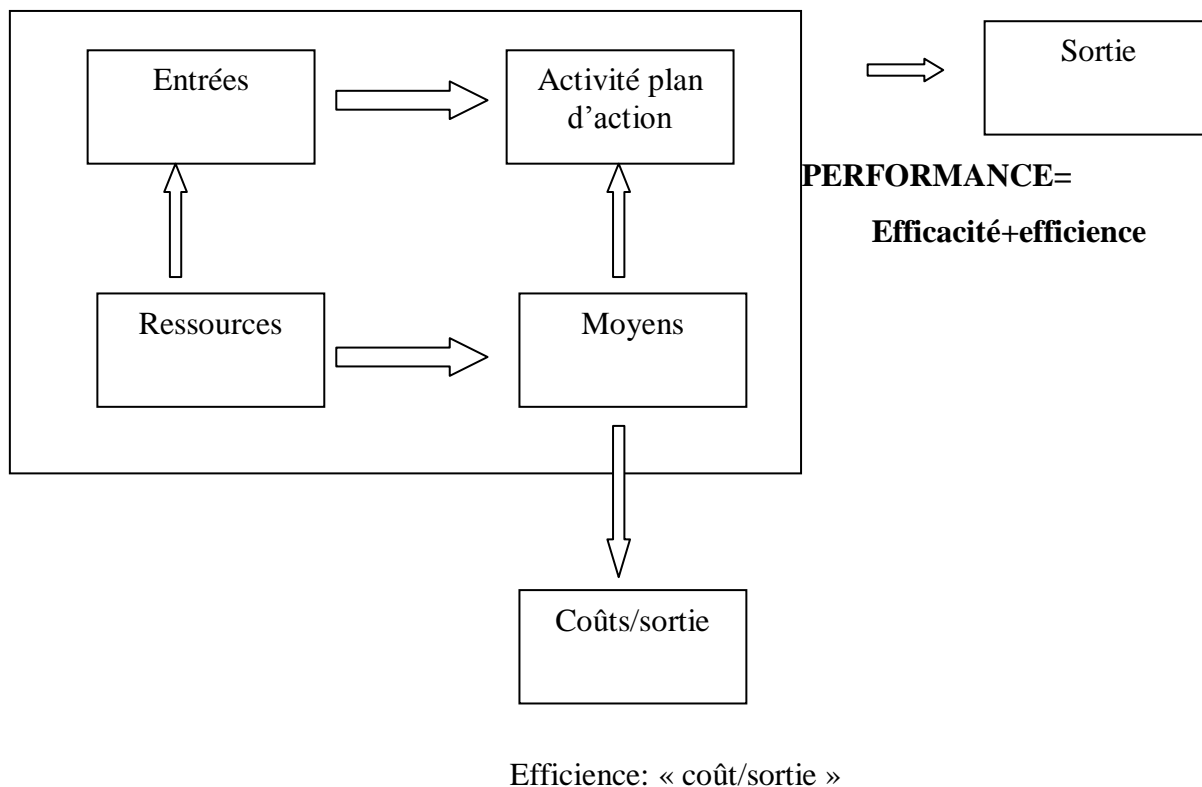 Entrées
Activité plan
d’action
Sortie
PERFORMANCE=
Efficacité+efficience
Ressources
Moyens
Coûts/sortie
Efficience: « coût/sortie »